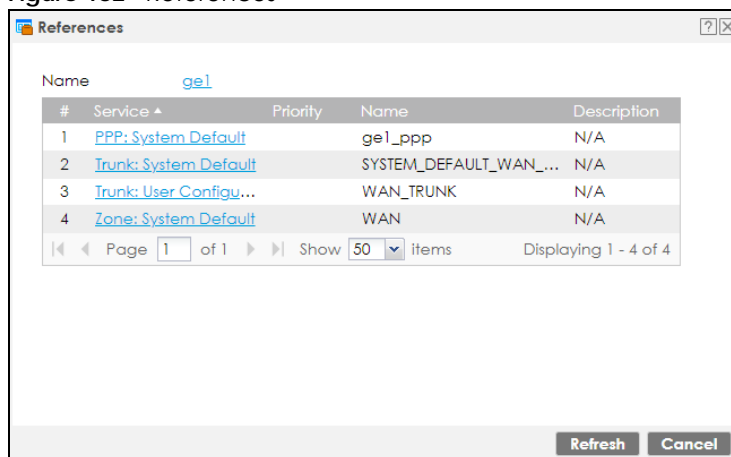 References ? X
Name ge1
# Service Priority Name Description
1 PPP: System Default ge1_ppp N/A
2 Trunk: System Default SYSTEM_DEFAULT_WAN_... N/A
3 Trunk: User Configu... WAN_TRUNK N/A
4 Zone: System Default WAN N/A
Page 1 of 1 Show 50 items Displaying 1 - 4 of 4
Refresh Cancel